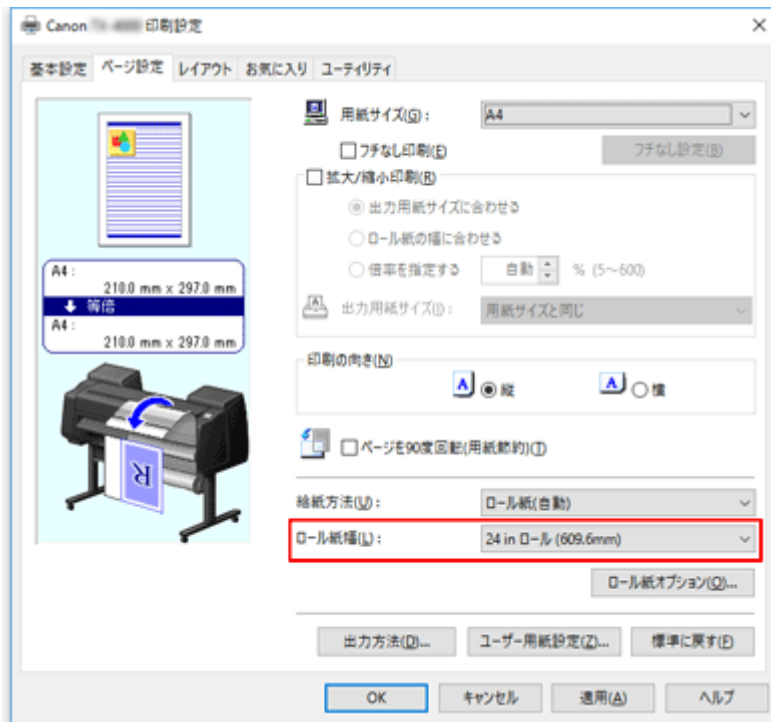 Canon 印刷設定
基本設定 ページ設定 レイアウト お気に入り ユーティリティ
用紙サイズ(G): A4
フチなし印刷(E) フチなし設定(B)
拡大/縮小印刷(R)
出力用紙サイズに合わせる
ロール紙の幅に合わせる
倍率を指定する 自動 % (5～600)
出力用紙サイズ(I): 用紙サイズと同じ
A4 :
210.0 mm x 297.0 mm
等倍
A4 :
210.0 mm x 297.0 mm
印刷の向き(N)
A 縦 A 横
ページを90度回転(用紙節約)(T)
R
給紙方法(U): ロール紙(自動)
ロール紙幅(L): 24 in ロール (609.6mm)
ロール紙オプション(O)...
出力方法(D)... ユーザー用紙設定(Z)... 標準に戻す(F)
OK キャンセル 適用(A) ヘルプ